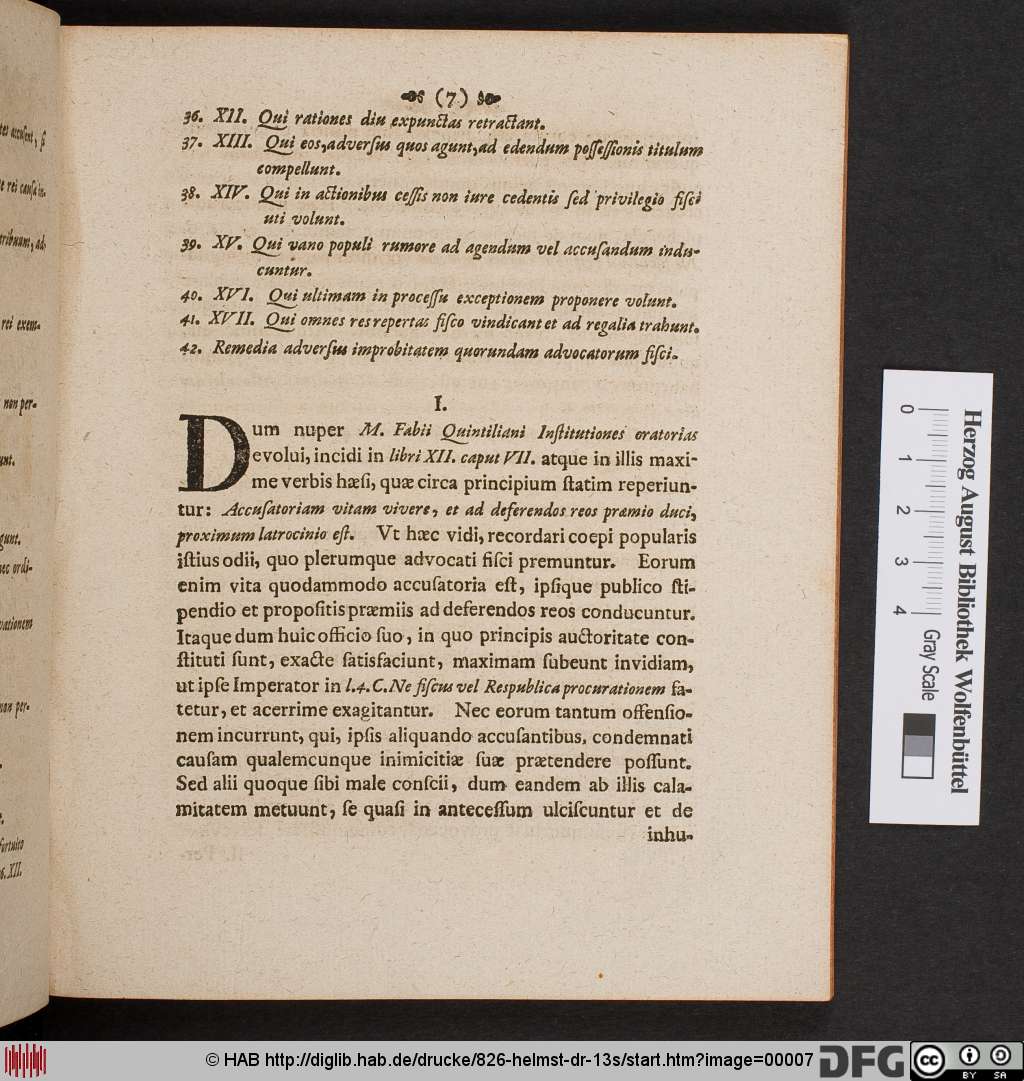 (7)
36. XII. Qui rationes diu expunctas retractant.
37. XIII. Qui eos, adverſus quos agunt, ad edendum poſſeſſionis titulum
compellunt.
38. XIV. Qui in actionibus ceſſis non iure cedentis ſed privilegio fiſci
uti volunt.
39. XV. Qui vano populi rumore ad agendum vel accuſandum indu-
cuntur.
40. XVI. Qui ultimam in proceſſu exceptionem proponere volunt.
41. XVII. Qui omnes res repertas fiſco vindicant et ad regalia trahunt.
42. Remedia adverſus improbitatem quorundam advocatorum fiſci.
I.
Dum nuper M. Fabii Quintiliani Inſtitutiones oratorias
evolui, incidi in libri XII. caput VII. atque in illis maxi-
me verbis hæſi, quæ circa principium ſtatim reperiun-
tur: Accuſatoriam vitam vivere, et ad deferendos reos præmio duci,
proximum latrocinio eſt. Vt hæc vidi, recordari coepi popularis
iſtius odii, quo plerumque advocati fiſci premuntur. Eorum
enim vita quodammodo accuſatoria eſt, ipſique publico ſti-
pendio et propoſitis præmiis ad deferendos reos conducuntur.
Itaque dum huic officio ſuo, in quo principis auctoritate con-
ſtituti ſunt, exacte ſatisfaciunt, maximam ſubeunt invidiam,
ut ipſe Imperator in l. 4. C. Ne fiſcus vel Respublica procurationem fa-
tetur, et acerrime exagitantur. Nec eorum tantum offenſio-
nem incurrunt, qui, ipſis aliquando accuſantibus, condemnati
cauſam qualemcunque inimicitiæ ſuæ prætendere poſſunt.
Sed alii quoque ſibi male conſcii, dum eandem ab illis cala-
mitatem metuunt, ſe quaſi in anteceſſum ulciſcuntur et de
inhu-
Herzog August Bibliothek Wolfenbüttel
0 1 2 3 4 Gray Scale
© HAB http://diglib.hab.de/drucke/826-helmst-dr-13s/start.htm?image=00007
DFG
cc BY SA